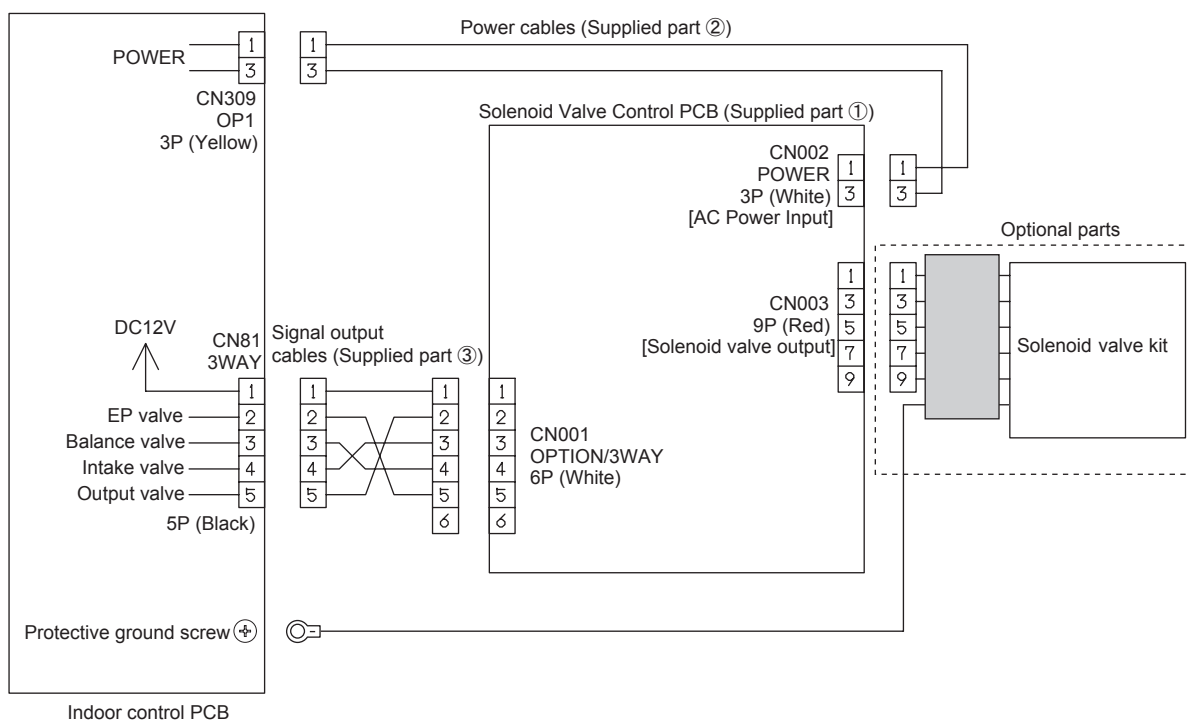 Power cables (Supplied part ②)
POWER
1
3
1
3
CN309
OP1
3P (Yellow)
Solenoid Valve Control PCB (Supplied part ①)
CN002
POWER
3P (White)
[AC Power Input]
1
3
1
3
Optional parts
CN003
9P (Red)
[Solenoid valve output]
1
3
5
7
9
1
3
5
7
9
Solenoid valve kit
DC12V
CN81
3WAY
Signal output
cables (Supplied part ③)
EP valve
Balance valve
Intake valve
Output valve
1
2
3
4
5
5P (Black)
1
2
3
4
5
1
2
3
4
5
6
1
2
3
4
5
6
CN001
OPTION/3WAY
6P (White)
Protective ground screw
Indoor control PCB